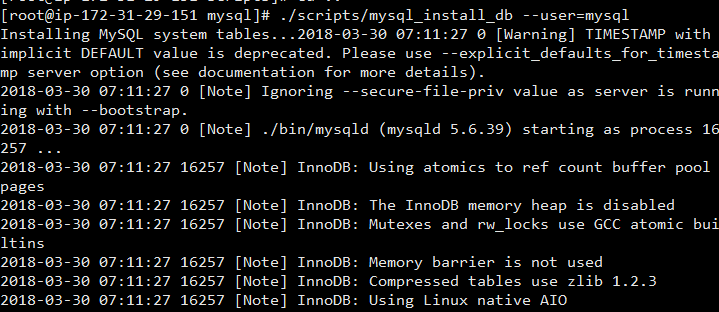 [root@ip-172-31-29-151 mysql]# ./scripts/mysql_install_db --user=mysql
Installing MySQL system tables...2018-03-30 07:11:27 0 [Warning] TIMESTAMP with
implicit DEFAULT value is deprecated. Please use --explicit_defaults_for_timesta
mp server option (see documentation for more details).
2018-03-30 07:11:27 0 [Note] Ignoring --secure-file-priv value as server is runn
ing with --bootstrap.
2018-03-30 07:11:27 0 [Note] ./bin/mysqld (mysqld 5.6.39) starting as process 16
257 ...
2018-03-30 07:11:27 16257 [Note] InnoDB: Using atomics to ref count buffer pool
pages
2018-03-30 07:11:27 16257 [Note] InnoDB: The InnoDB memory heap is disabled
2018-03-30 07:11:27 16257 [Note] InnoDB: Mutexes and rw_locks use GCC atomic bui
ltins
2018-03-30 07:11:27 16257 [Note] InnoDB: Memory barrier is not used
2018-03-30 07:11:27 16257 [Note] InnoDB: Compressed tables use zlib 1.2.3
2018-03-30 07:11:27 16257 [Note] InnoDB: Using Linux native AIO